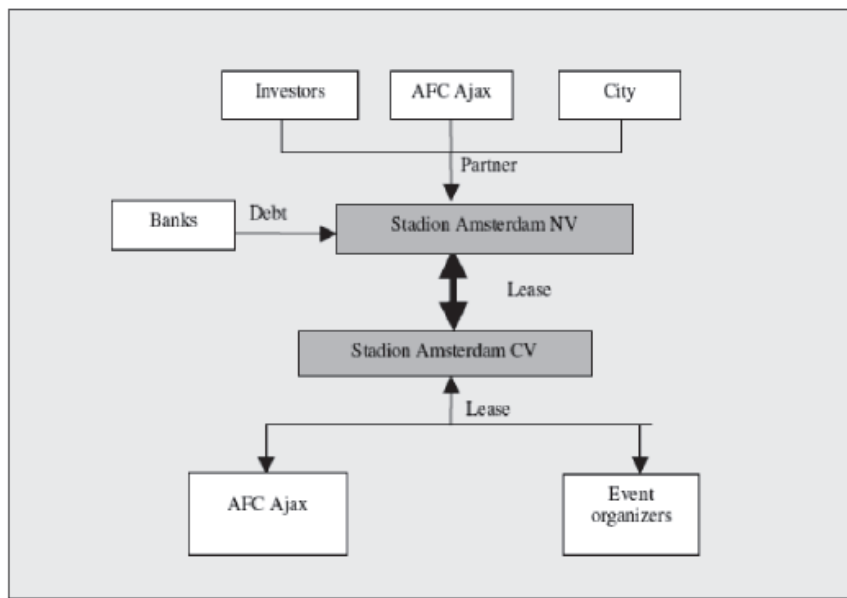 Investors
AFC Ajax
City
Partner
Banks
Debt
Stadion Amsterdam NV
Lease
Stadion Amsterdam CV
Lease
AFC Ajax
Event
organizers